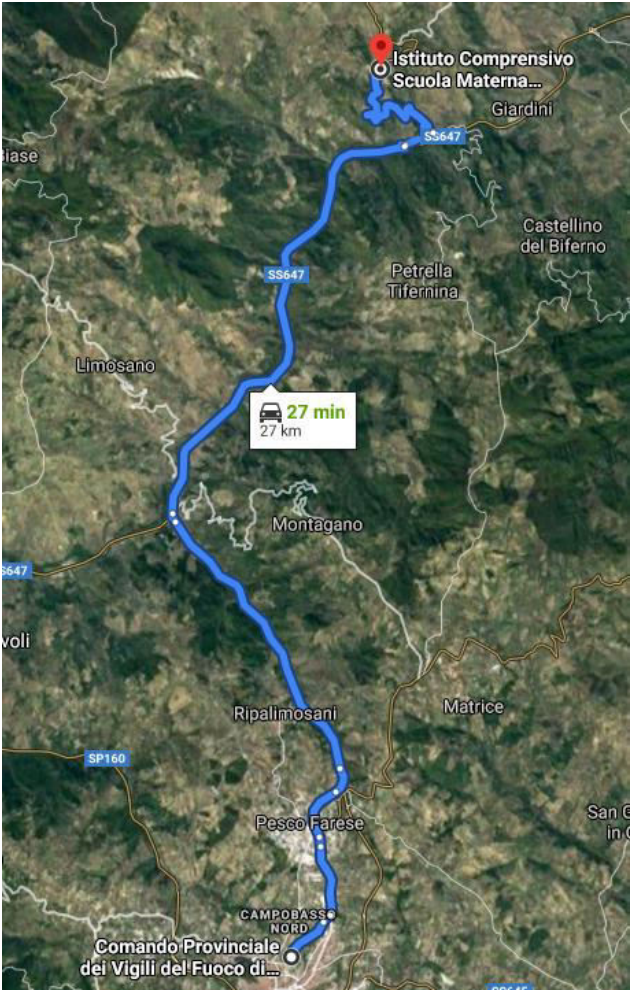 Istituto Comprensivo
Scuola Materna...
Giardini
SS647
Castellino
del Biferno
SS647
Petrella
Tifernina
Limosano
27 min
27 km
Montagano
voli
Ripalimosani
Matrice
SP160
Pesco Farese
CAMPOBASSO
NORD
Comando Provinciale
dei Vigili del Fuoco di...